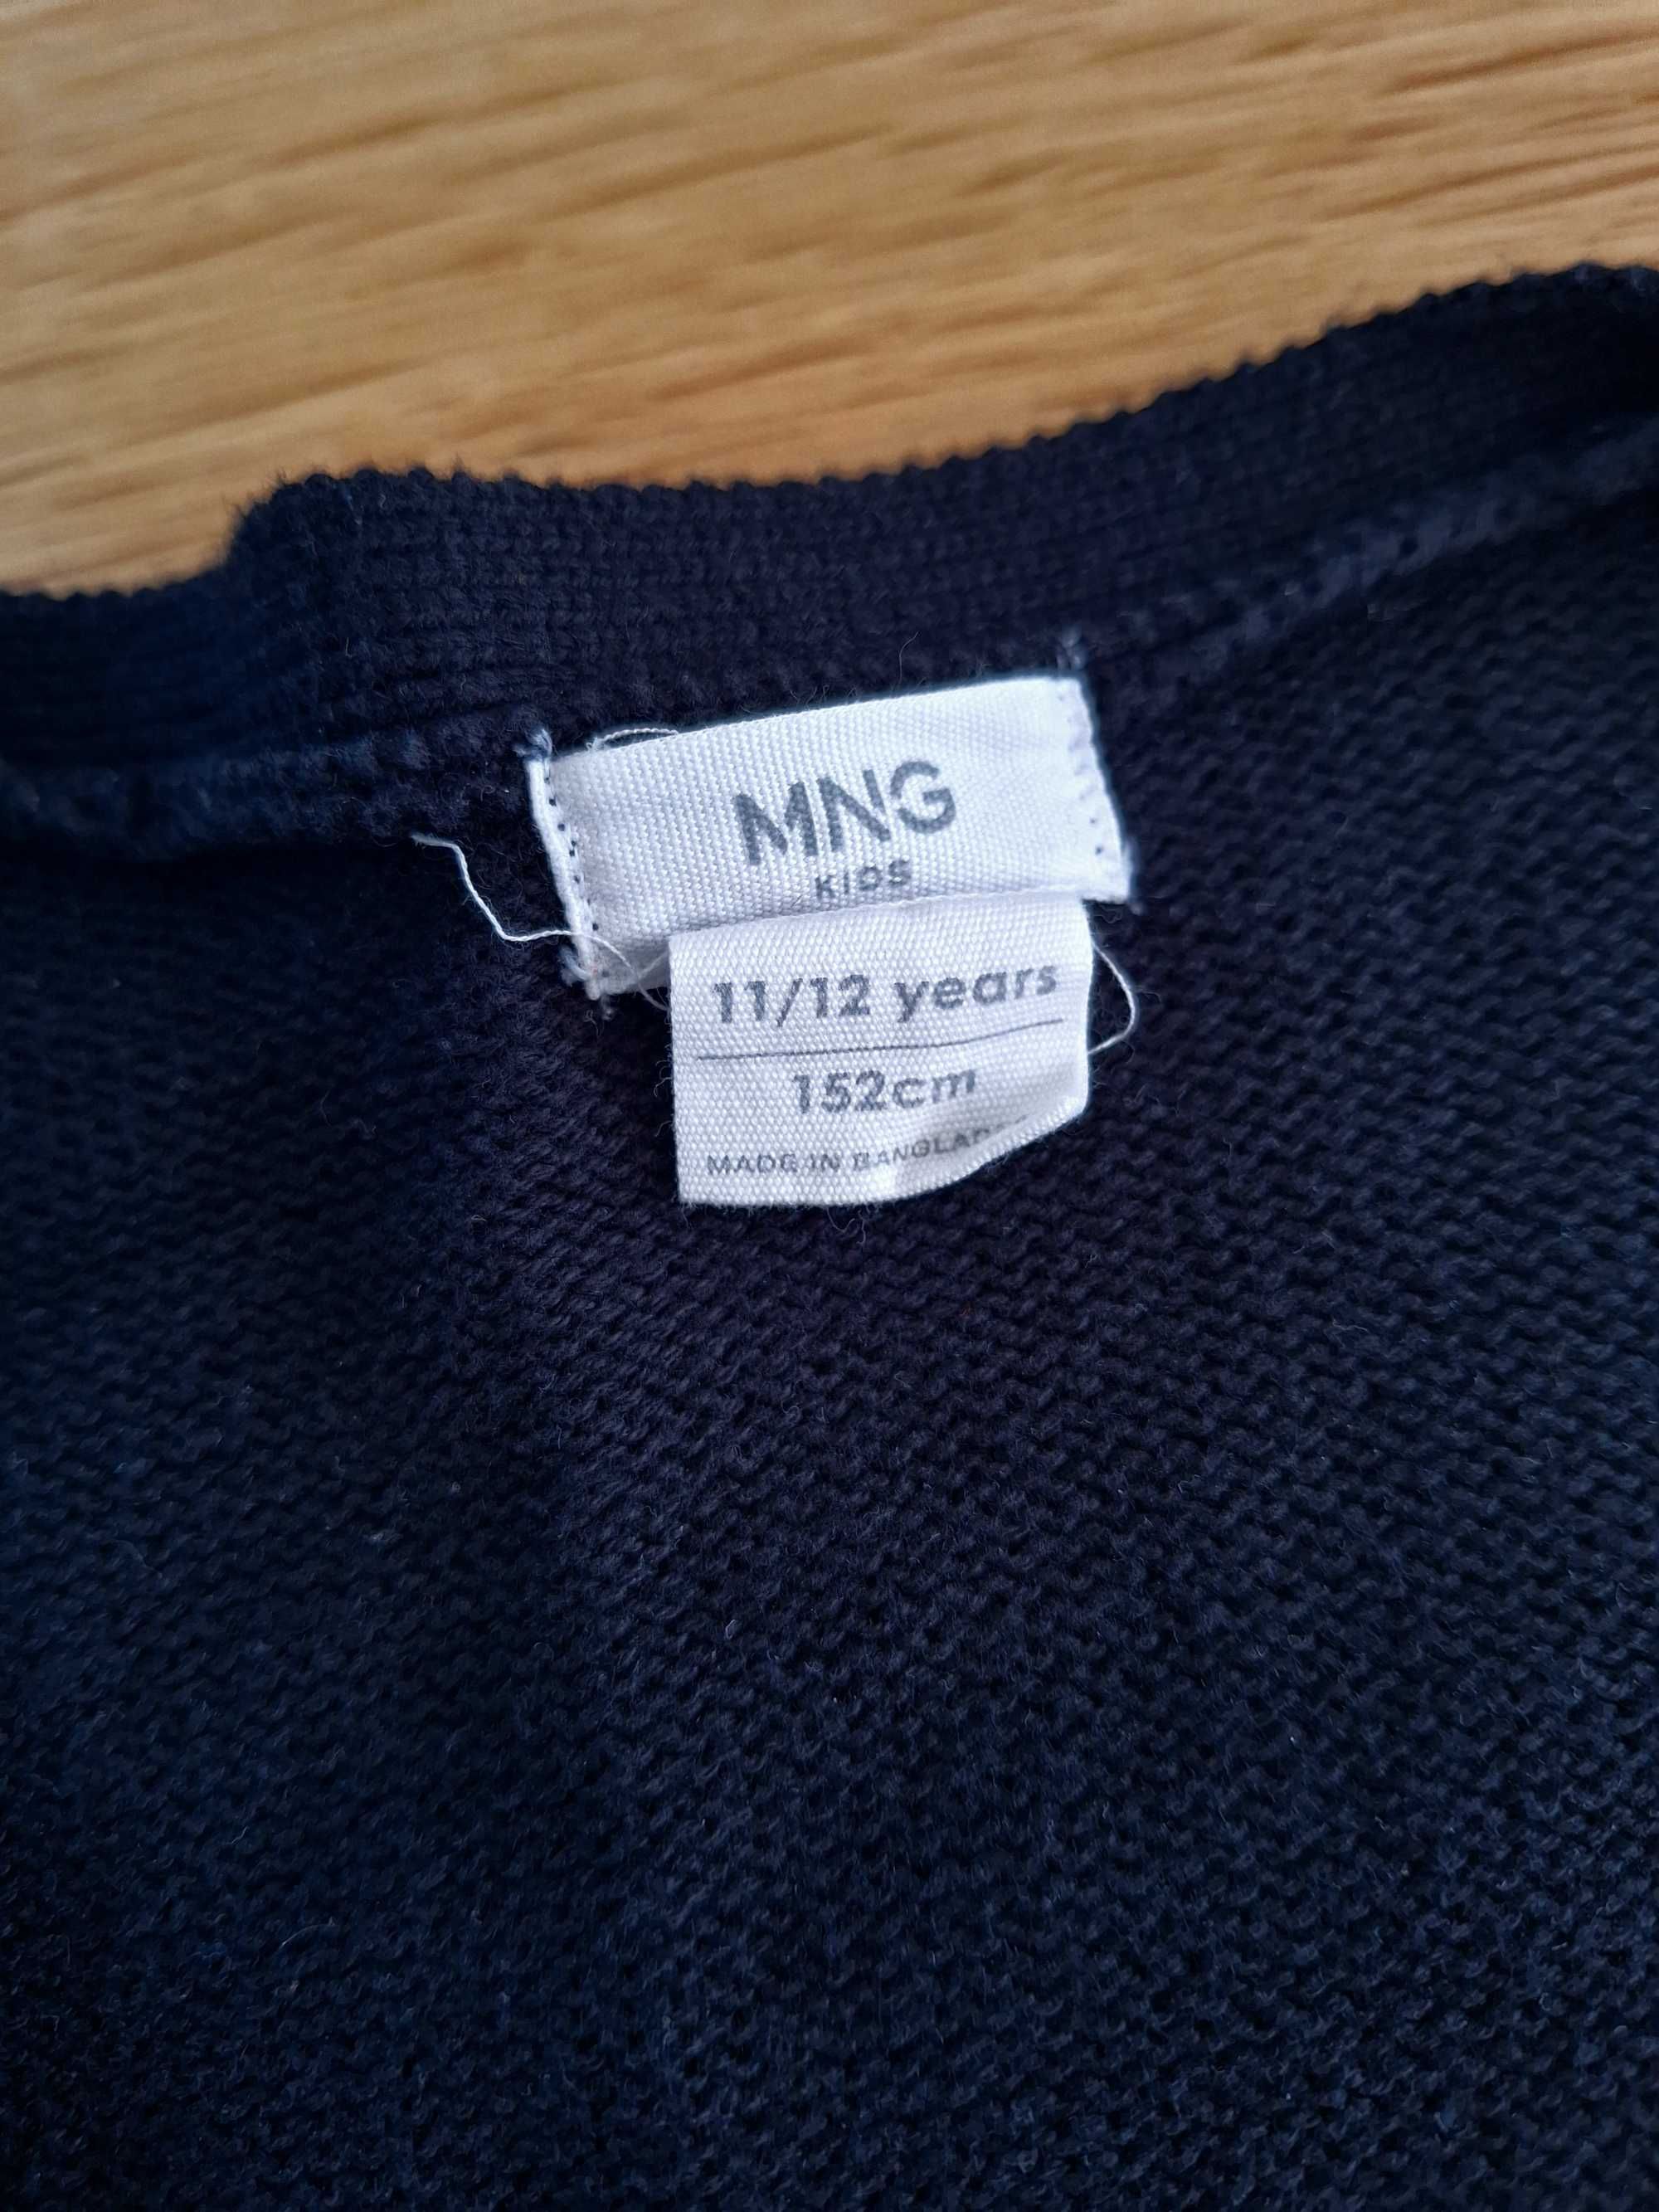 MNG
KIDS
11/12 years
152cm
MADE IN